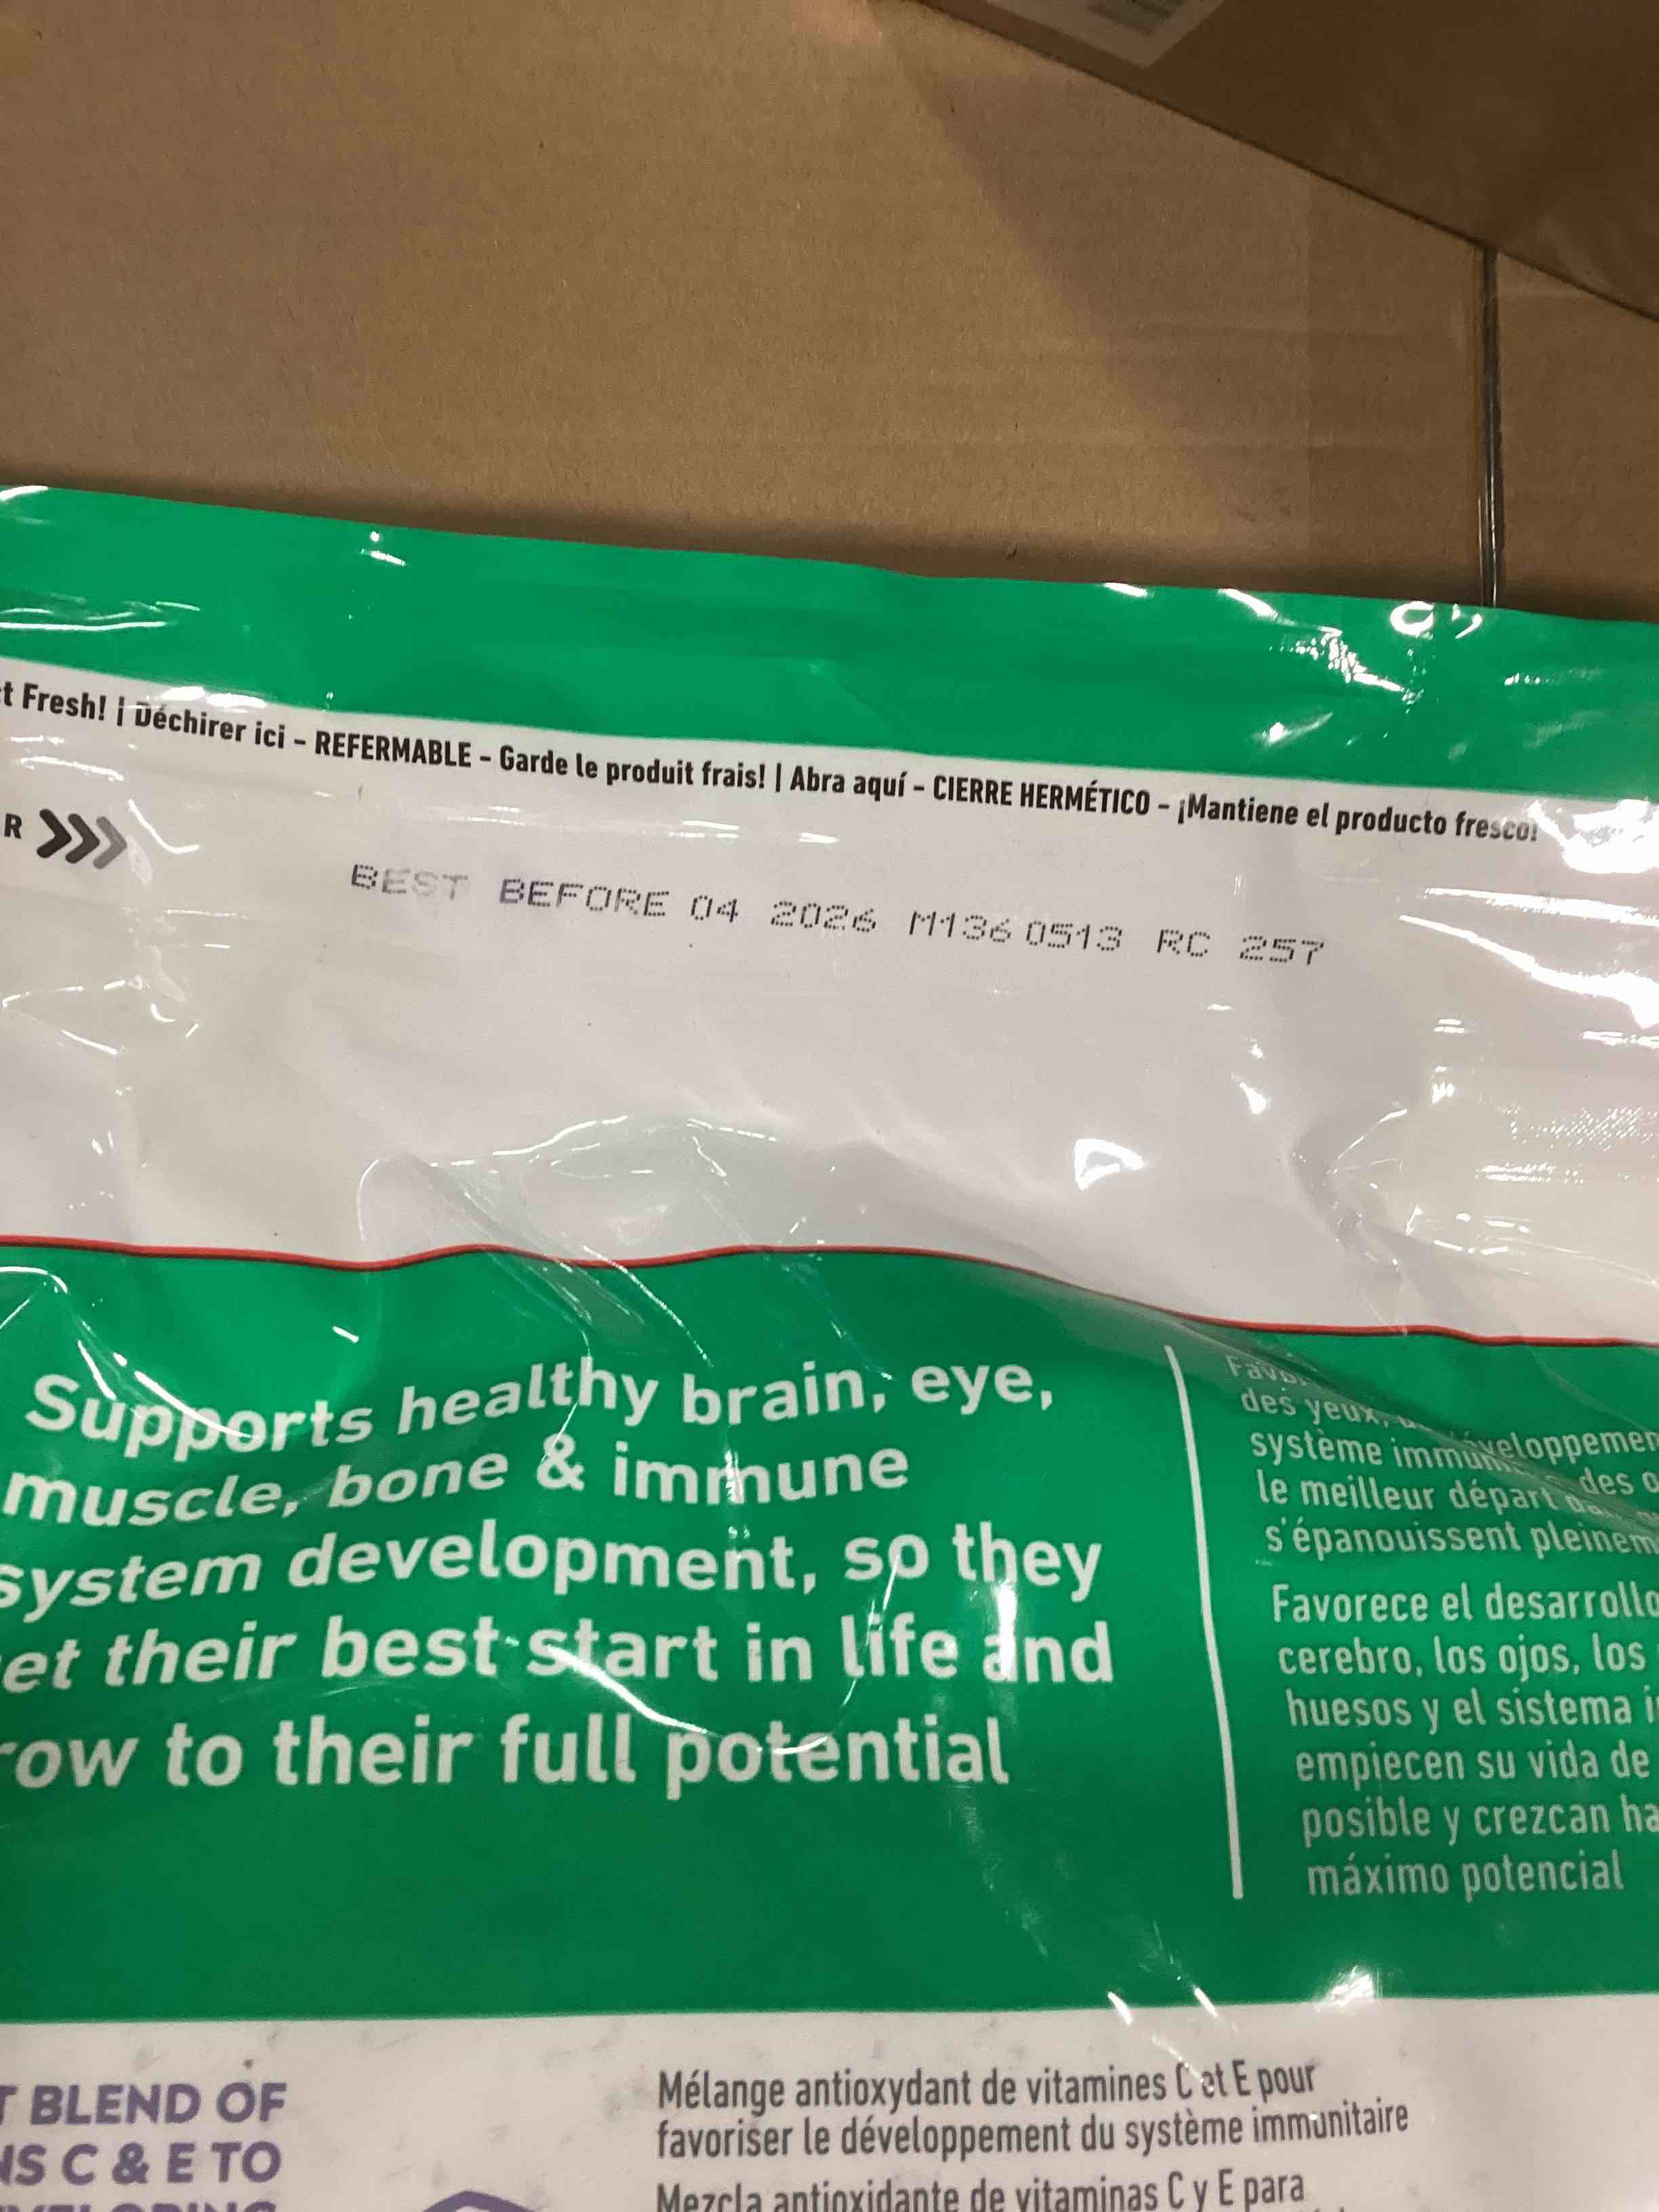 t Fresh! | Déchirer ici – REFERMABLE – Garde le produit frais! | Abra aquí – CIERRE HERMÉTICO – ¡Mantiene el producto fresco!
R
BEST BEFORE 04 2026 M136 0513 RC 257
Supports healthy brain, eye,
muscle, bone & immune
system development, so they
et their best start in life and
row to their full potential
des yeux,
système
le meilleur départ des
s'épanouissent pleinem
Favorece el desarrollo
cerebro, los ojos, los
huesos y el sistema
empiecen su vida de
posible y crezcan ha
máximo potencial
T BLEND OF
NS C & E TO
Mélange antioxydant de vitamines C et E pour
favoriser le développement du système immunitaire
Mezcla antioxidante de vitaminas C y E para